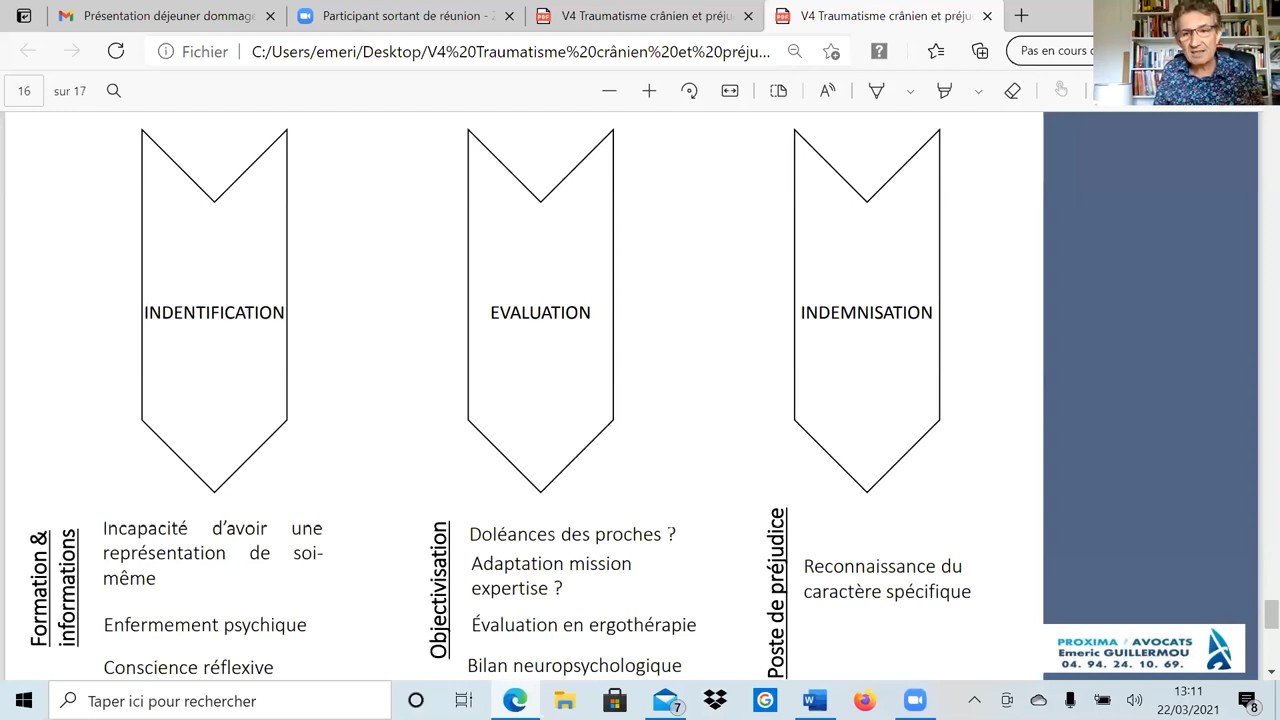 Présentation déjeuner dommage
Participant sortant de déjeuner - 2
V4 Traumatisme crânien et préju
V4 Traumatisme crânien et préju
Fichier
C:/Users/emeri/Desktop/V4%20Traumatisme%20crânien%20et%20préju...
Pas en cours d
16 sur 17
INDENTIFICATION
EVALUATION
INDEMNISATION
Formation &
informations
Incapacité d'avoir une
représentation de soi-
même
Enfermement psychique
Conscience réflexive
Objectivisation
Doléances des proches ?
Adaptation mission
expertise ?
Évaluation en ergothérapie
Bilan neuropsychologique
Poste de préjudice
Reconnaissance du
caractère spécifique
PROXIMA / AVOCATS
Emeric GUILLERMOU
04. 94. 24. 10. 69.
Taper ici pour rechercher
7
13:11
22/03/2021
8